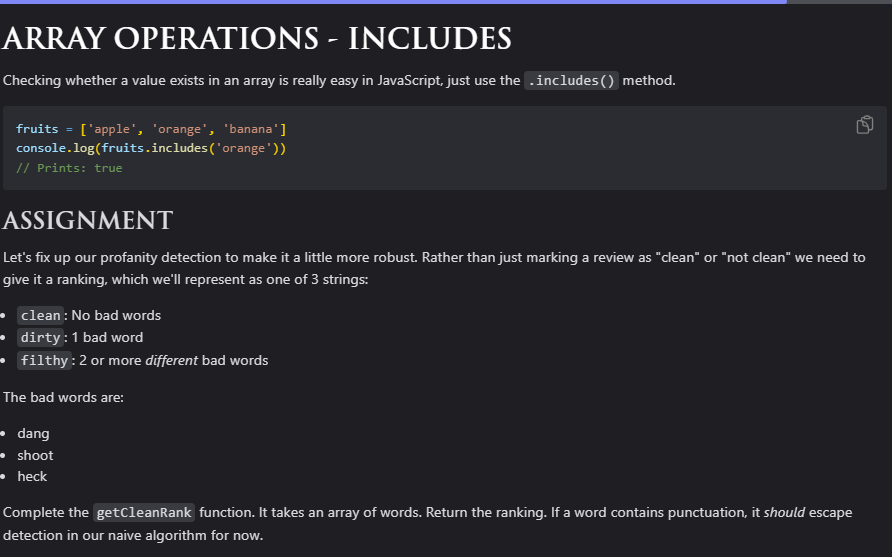 ARRAY OPERATIONS - INCLUDES
Checking whether a value exists in an array is really easy in JavaScript, just use the .includes() method.
fruits = ['apple', 'orange', 'banana']
console.log(fruits.includes('orange'))
// Prints: true
ASSIGNMENT
Let's fix up our profanity detection to make it a little more robust. Rather than just marking a review as "clean" or "not clean" we need to
give it a ranking, which we'll represent as one of 3 strings:
• clean: No bad words
• dirty: 1 bad word
• filthy: 2 or more different bad words
The bad words are:
• dang
• shoot
• heck
Complete the getCleanRank function. It takes an array of words. Return the ranking. If a word contains punctuation, it should escape
detection in our naive algorithm for now.